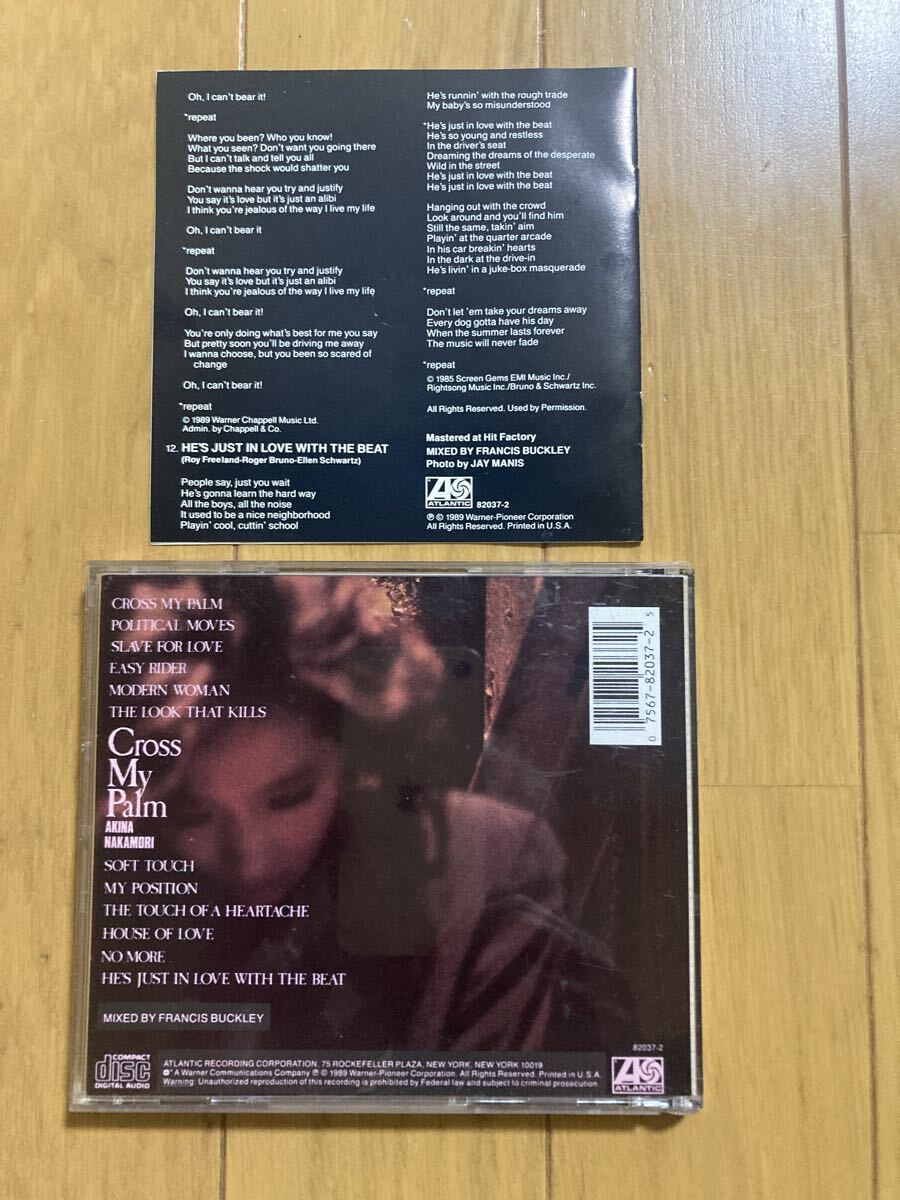 Oh, I can't bear it!
*repeat
Where you been? Who you know!
What you seen? Don't want you going there
But I can't talk and tell you all
Because the shock would shatter you
Don't wanna hear you try and justify
You say it's love but it's just an alibi
I think you're jealous of the way I live my life
Oh, I can't bear it
*repeat
Don't wanna hear you try and justify
You say it's love but it's just an alibi
I think you're jealous of the way I live my life
Oh, I can't bear it!
You're only doing what's best for me you say
But pretty soon you'll be driving me away
I wanna choose, but you been so scared of
change
Oh, I can't bear it!
*repeat
© 1989 Warner Chappell Music Ltd.
Admin. by Chappell & Co.
12. HE'S JUST IN LOVE WITH THE BEAT
(Roy Freeland-Roger Bruno-Ellen Schwartz)
People say, just you wait
He's gonna learn the hard way
All the boys, all the noise
It used to be a nice neighborhood
Playin' cool, cuttin' school
He's runnin' with the rough trade
My baby's so misunderstood
*He's just in love with the beat
He's so young and restless
In the driver's seat
Dreaming the dreams of the desperate
Wild in the street
He's just in love with the beat
He's just in love with the beat
Hanging out with the crowd
Look around and you'll find him
Still the same, takin' aim
Playin' at the quarter arcade
In his car breakin' hearts
In the dark at the drive-in
He's livin' in a juke-box masquerade
*repeat
Don't let 'em take your dreams away
Every dog gotta have his day
When the summer lasts forever
The music will never fade
*repeat
© 1985 Screen Gems EMI Music Inc./
Rightsong Music Inc./Bruno & Schwartz Inc.
All Rights Reserved. Used by Permission.
Mastered at Hit Factory
MIXED BY FRANCIS BUCKLEY
Photo by JAY MANIS
ATLANTIC 82037-2
℗ © 1989 Warner-Pioneer Corporation
All Rights Reserved. Printed in U.S.A.
CROSS MY PALM
POLITICAL MOVES
SLAVE FOR LOVE
EASY RIDER
MODERN WOMAN
THE LOOK THAT KILLS
Cross
My
Palm
AKINA
NAKAMORI
SOFT TOUCH
MY POSITION
THE TOUCH OF A HEARTACHE
HOUSE OF LOVE
NO MORE
HE'S JUST IN LOVE WITH THE BEAT
MIXED BY FRANCIS BUCKLEY
0 7567-82037-2 5
82037-2
COMPACT
disc
DIGITAL AUDIO
ATLANTIC RECORDING CORPORATION, 75 ROCKEFELLER PLAZA, NEW YORK, NEW YORK 10019
A Warner Communications Company ℗ © 1989 Warner-Pioneer Corporation. All Rights Reserved. Printed in U.S.A.
Warning: Unauthorized reproduction of this recording is prohibited by Federal law and subject to criminal prosecution
ATLANTIC